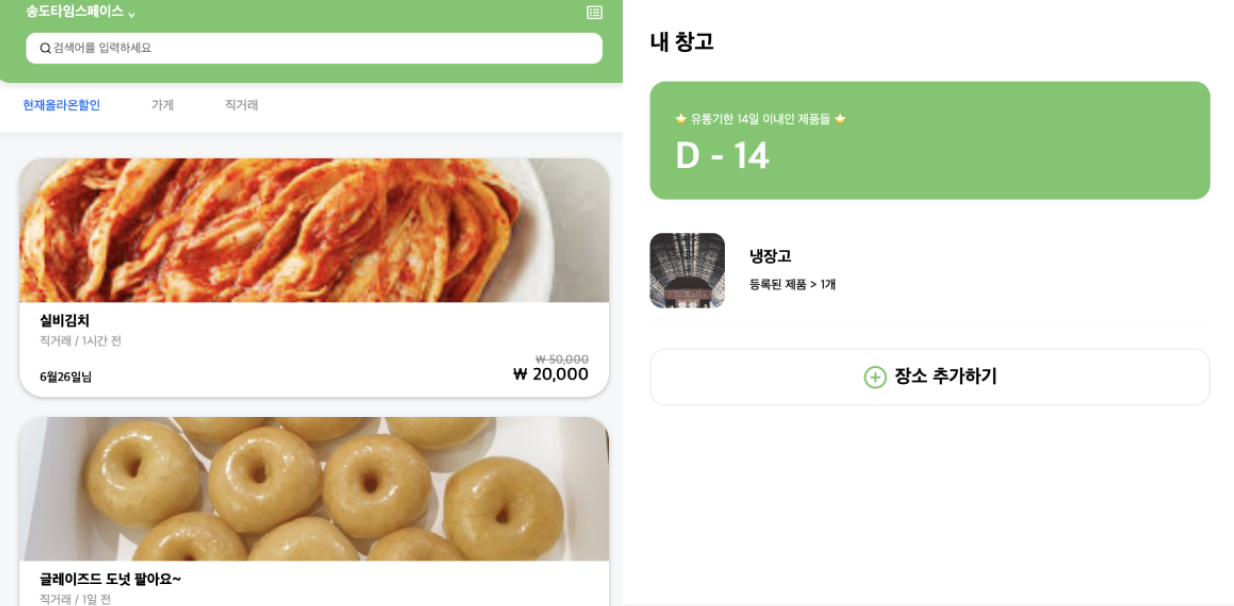 송도타임스페이스
검색어를 입력하세요
현재올라온할인 가게 직거래
실비김치
직거래 / 1시간 전
₩ 50,000
6월26일님
₩ 20,000
글레이즈드 도넛 팔아요~
직거래 / 1일 전
내 창고
유통기한 14일 이내인 제품들
D - 14
냉장고
등록된 제품 > 1개
장소 추가하기